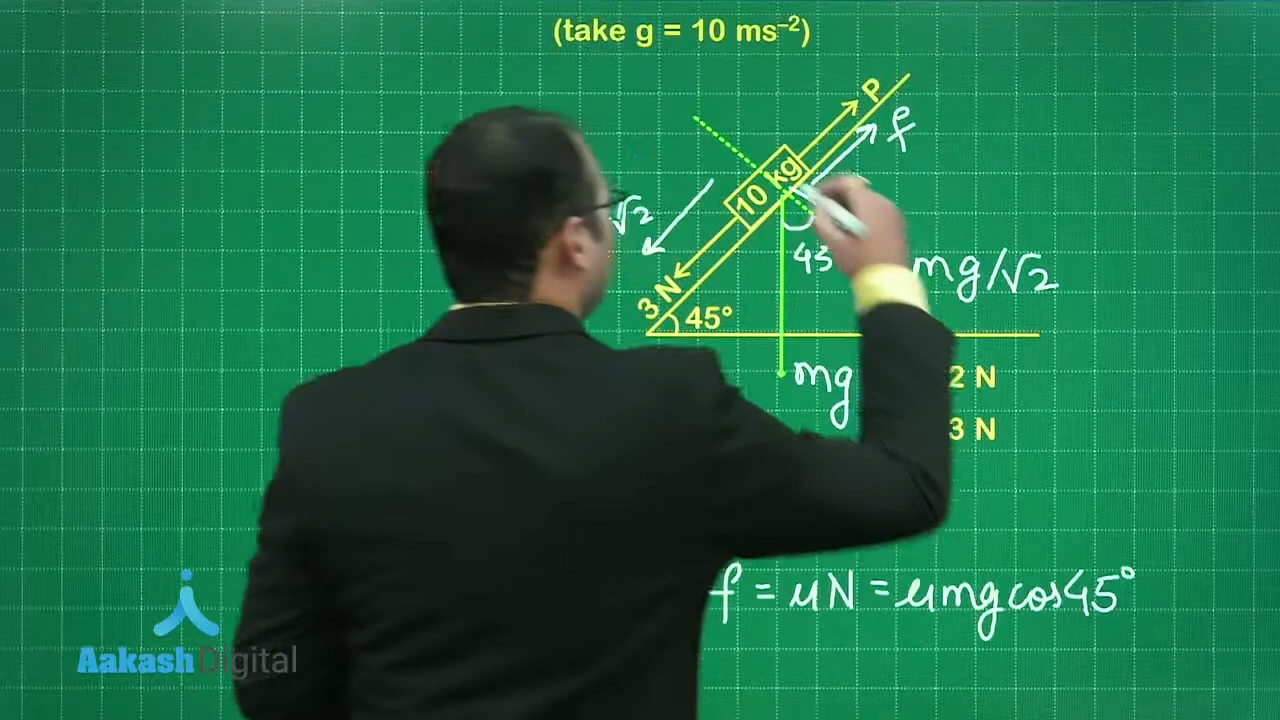 (take g = 10 ms⁻²)
P
f
10 kg
√2
45
mg/√2
3 N
45°
mg
2 N
3 N
f = μN = μmgcos45°
Aakash Digital